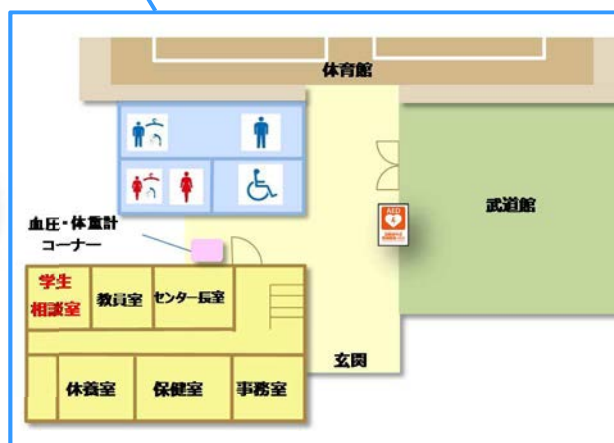 体育館
武道館
AED
血圧・体重計
コーナー
学生
相談室
教員室
センター長室
玄関
休養室
保健室
事務室